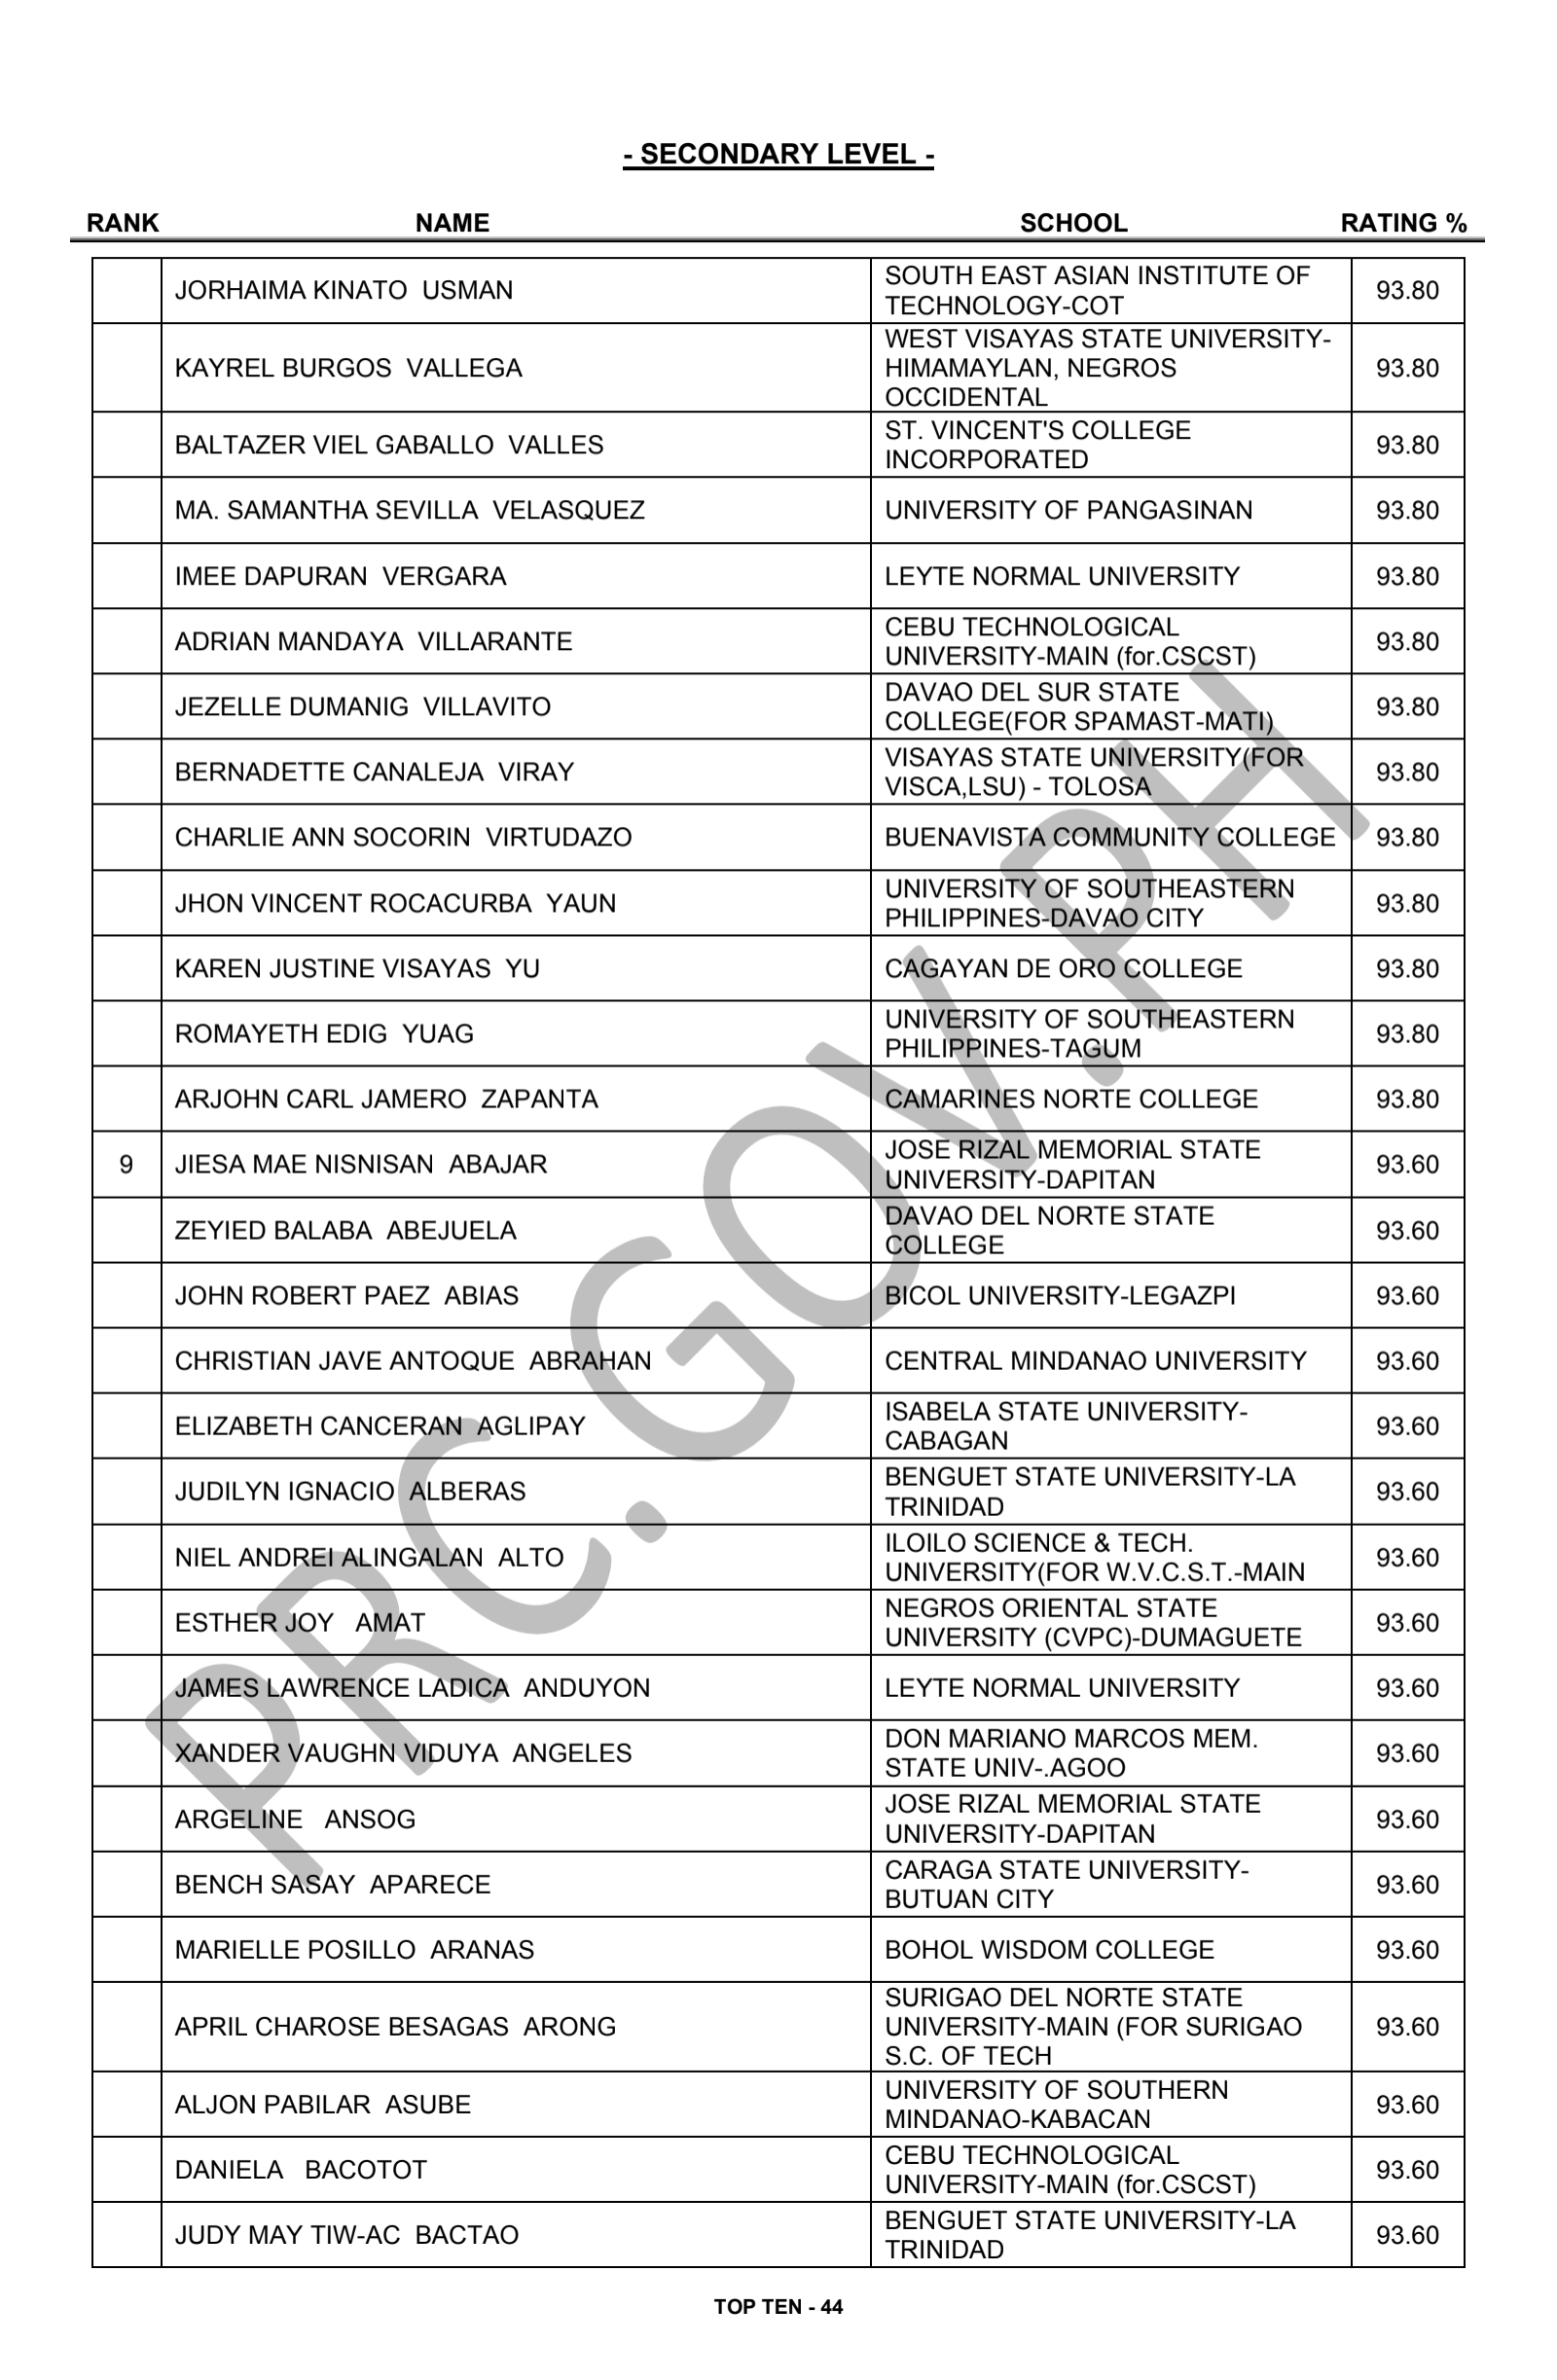 - SECONDARY LEVEL -
RANK NAME SCHOOL RATING %
JORHAIMA KINATO USMAN SOUTH EAST ASIAN INSTITUTE OF
TECHNOLOGY-COT 93.80
KAYREL BURGOS VALLEGA WEST VISAYAS STATE UNIVERSITY-
HIMAMAYLAN, NEGROS
OCCIDENTAL 93.80
BALTAZER VIEL GABALLO VALLES ST. VINCENT'S COLLEGE
INCORPORATED 93.80
MA. SAMANTHA SEVILLA VELASQUEZ UNIVERSITY OF PANGASINAN 93.80
IMEE DAPURAN VERGARA LEYTE NORMAL UNIVERSITY 93.80
ADRIAN MANDAYA VILLARANTE CEBU TECHNOLOGICAL
UNIVERSITY-MAIN (for.CSCST) 93.80
JEZELLE DUMANIG VILLAVITO DAVAO DEL SUR STATE
COLLEGE(FOR SPAMAST-MATI) 93.80
BERNADETTE CANALEJA VIRAY VISAYAS STATE UNIVERSITY(FOR
VISCA,LSU) - TOLOSA 93.80
CHARLIE ANN SOCORIN VIRTUDAZO BUENAVISTA COMMUNITY COLLEGE 93.80
JHON VINCENT ROCACURBA YAUN UNIVERSITY OF SOUTHEASTERN
PHILIPPINES-DAVAO CITY 93.80
KAREN JUSTINE VISAYAS YU CAGAYAN DE ORO COLLEGE 93.80
ROMAYETH EDIG YUAG UNIVERSITY OF SOUTHEASTERN
PHILIPPINES-TAGUM 93.80
ARJOHN CARL JAMERO ZAPANTA CAMARINES NORTE COLLEGE 93.80
9 JIESA MAE NISNISAN ABAJAR JOSE RIZAL MEMORIAL STATE
UNIVERSITY-DAPITAN 93.60
ZEYIED BALABA ABEJUELA DAVAO DEL NORTE STATE
COLLEGE 93.60
JOHN ROBERT PAEZ ABIAS BICOL UNIVERSITY-LEGAZPI 93.60
CHRISTIAN JAVE ANTOQUE ABRAHAN CENTRAL MINDANAO UNIVERSITY 93.60
ELIZABETH CANCERAN AGLIPAY ISABELA STATE UNIVERSITY-
CABAGAN 93.60
JUDILYN IGNACIO ALBERAS BENGUET STATE UNIVERSITY-LA
TRINIDAD 93.60
NIEL ANDREI ALINGALAN ALTO ILOILO SCIENCE & TECH.
UNIVERSITY(FOR W.V.C.S.T.-MAIN 93.60
ESTHER JOY AMAT NEGROS ORIENTAL STATE
UNIVERSITY (CVPC)-DUMAGUETE 93.60
JAMES LAWRENCE LADICA ANDUYON LEYTE NORMAL UNIVERSITY 93.60
XANDER VAUGHN VIDUYA ANGELES DON MARIANO MARCOS MEM.
STATE UNIV-.AGOO 93.60
ARGELINE ANSOG JOSE RIZAL MEMORIAL STATE
UNIVERSITY-DAPITAN 93.60
BENCH SASAY APARECE CARAGA STATE UNIVERSITY-
BUTUAN CITY 93.60
MARIELLE POSILLO ARANAS BOHOL WISDOM COLLEGE 93.60
APRIL CHAROSE BESAGAS ARONG SURIGAO DEL NORTE STATE
UNIVERSITY-MAIN (FOR SURIGAO
S.C. OF TECH 93.60
ALJON PABILAR ASUBE UNIVERSITY OF SOUTHERN
MINDANAO-KABACAN 93.60
DANIELA BACOTOT CEBU TECHNOLOGICAL
UNIVERSITY-MAIN (for.CSCST) 93.60
JUDY MAY TIW-AC BACTAO BENGUET STATE UNIVERSITY-LA
TRINIDAD 93.60
PRC.GOV.PH
TOP TEN - 44